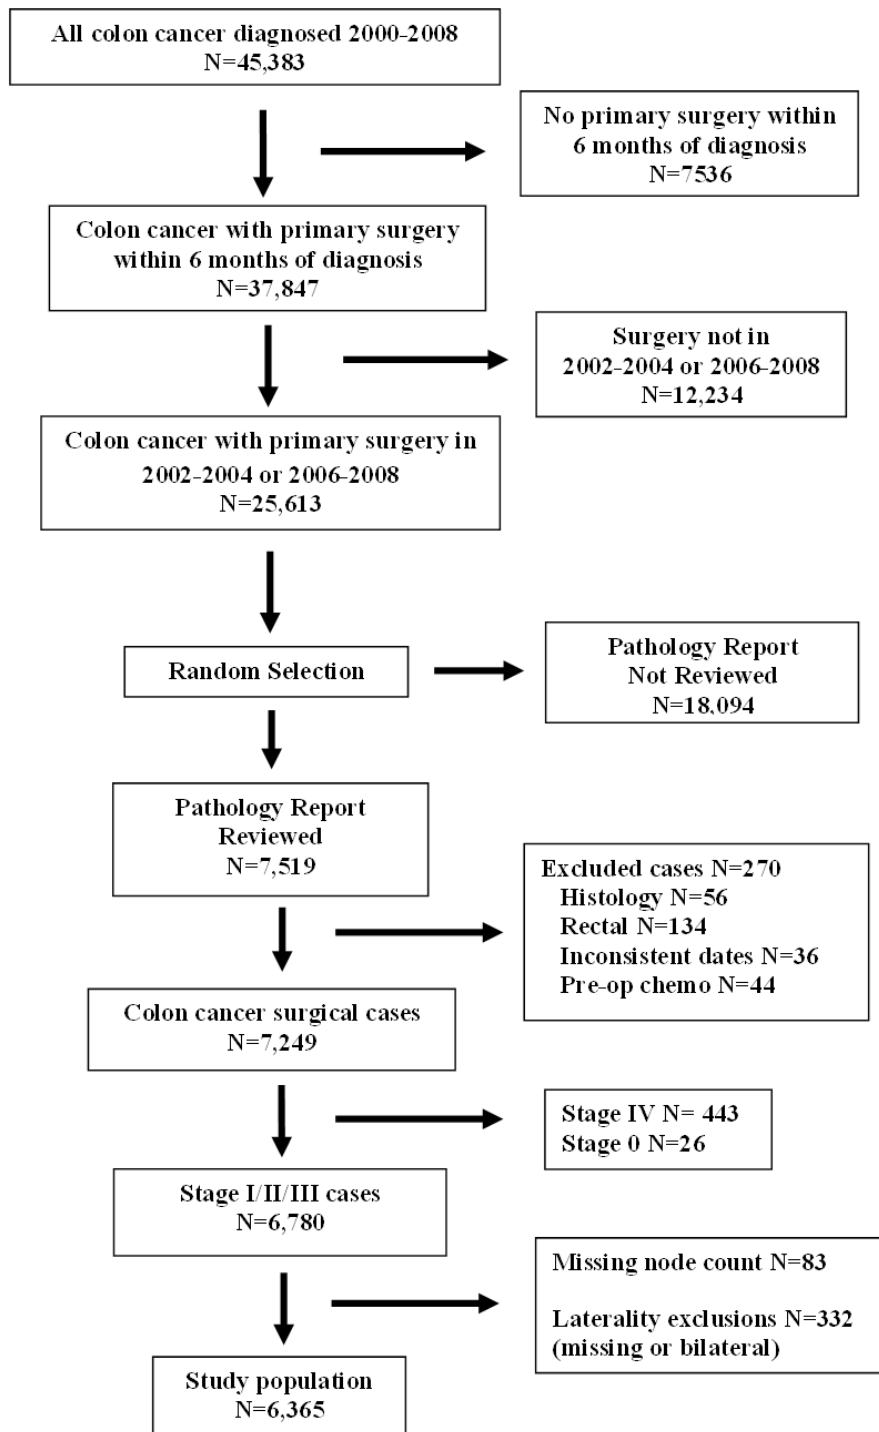 All colon cancer diagnosed 2000-2008
N=45,383
No primary surgery within
6 months of diagnosis
N=7536
Colon cancer with primary surgery
within 6 months of diagnosis
N=37,847
Surgery not in
2002-2004 or 2006-2008
N=12,234
Colon cancer with primary surgery in
2002-2004 or 2006-2008
N=25,613
Random Selection
Pathology Report
Not Reviewed
N=18.094
Pathology Report
Reviewed
N=7,519
Excluded cases N=270
Histology N=56
Rectal N=134
Inconsistent dates N=36
Pre-op chemo N=44
Colon cancer surgical cases
N=7,249
Stage IV N= 443
Stage 0 N=26
Stage I/II/III cases
N=6,780
Missing node count N=83
Laterality exclusions N=332
(missing or bilateral)
Study population
N=6,365